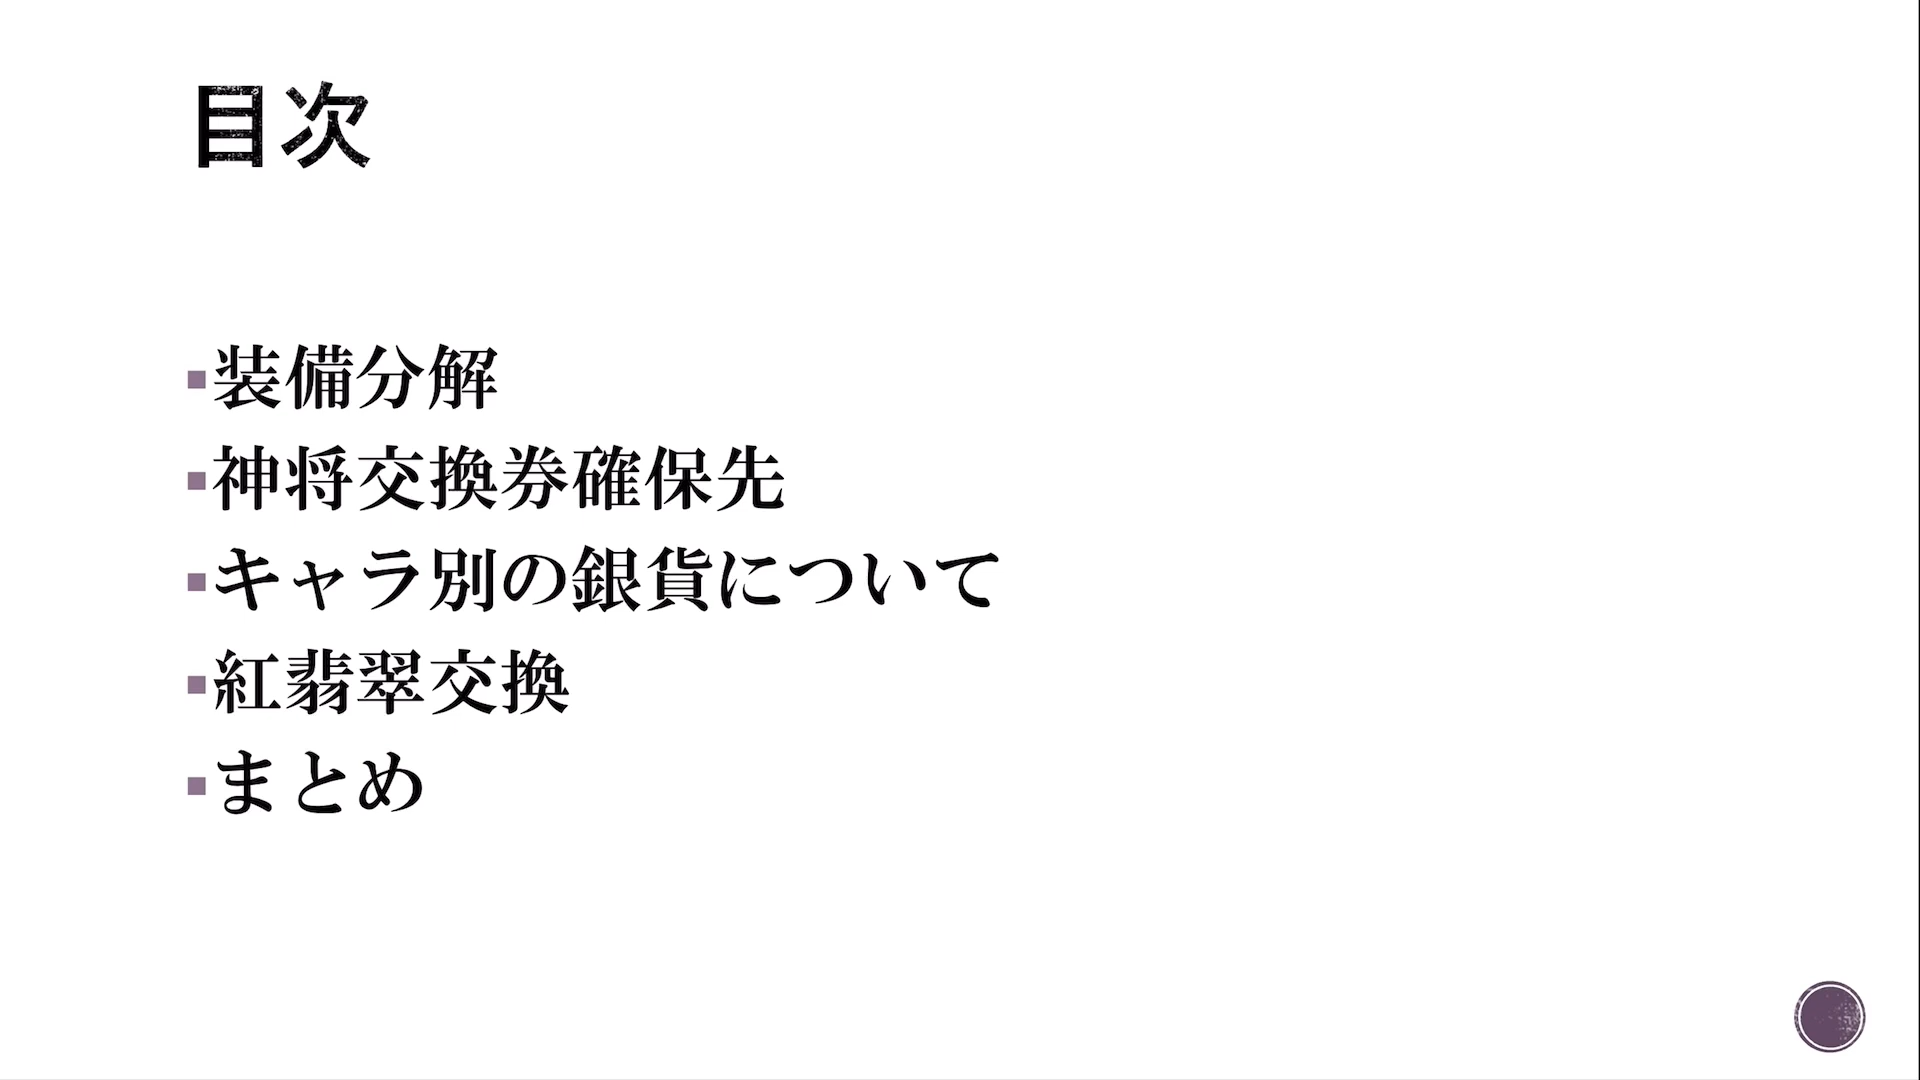 目次
▪装備分解
▪神将交換券確保先
▪キャラ別の銀貨について
▪紅翡翠交換
▪まとめ